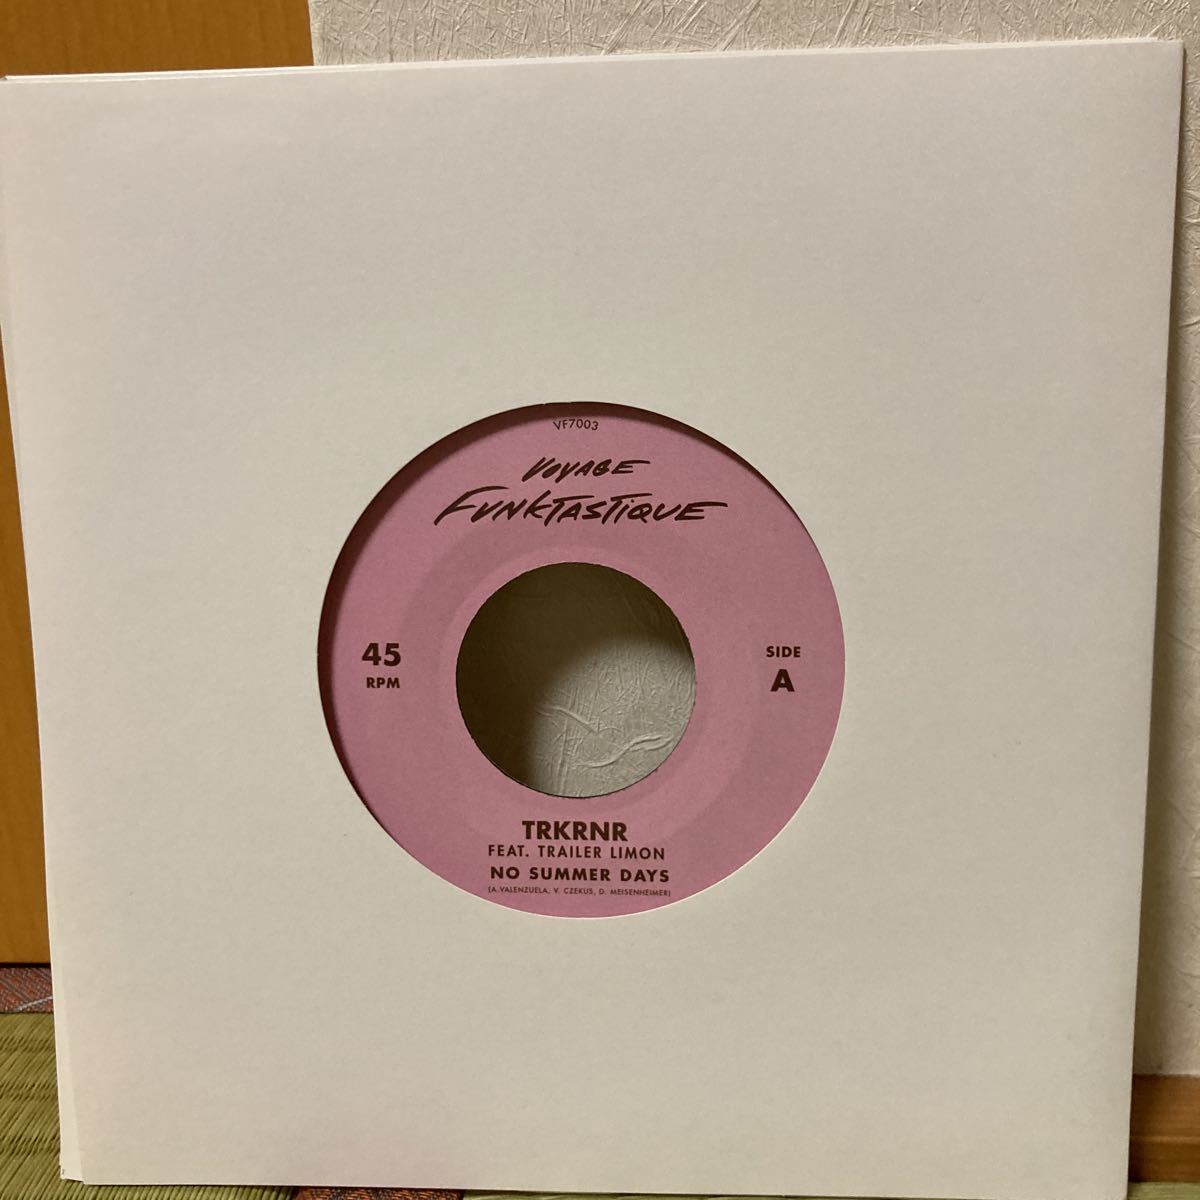 VF7003
VOYAGE
FUNKTASTiQUE
45
RPM
SIDE
A
TRKRNR
FEAT. TRAILER LIMON
NO SUMMER DAYS
(A.VALENZUELA, V. CZEKUS, D. MEISENHEIMER)